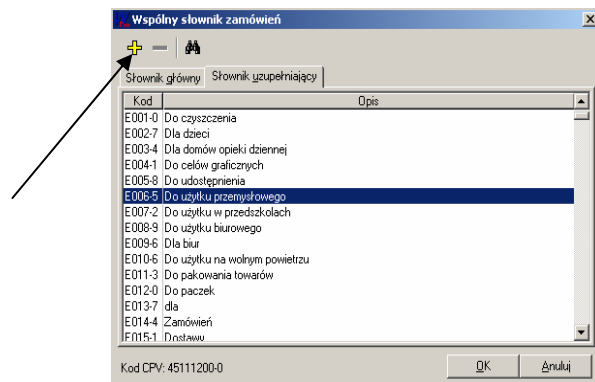 Wspólny słownik zamówień
Słownik główny Słownik uzupełniający
Kod Opis
E001-0 Do czyszczenia
E002-7 Dla dzieci
E003-4 Dla domów opieki dziennej
E004-1 Do celów graficznych
E005-8 Do udostępnienia
E006-5 Do użytku przemysłowego
E007-2 Do użytku w przedszkolach
E008-9 Do użytku biurowego
E009-6 Dla biur
E010-6 Do użytku na wolnym powietrzu
E011-3 Do pakowania towarów
E012-0 Do paczek
E013-7 dla
E014-4 Zamówień
E015-1 Dostawy
Kod CPV: 45111200-0 OK Anuluj